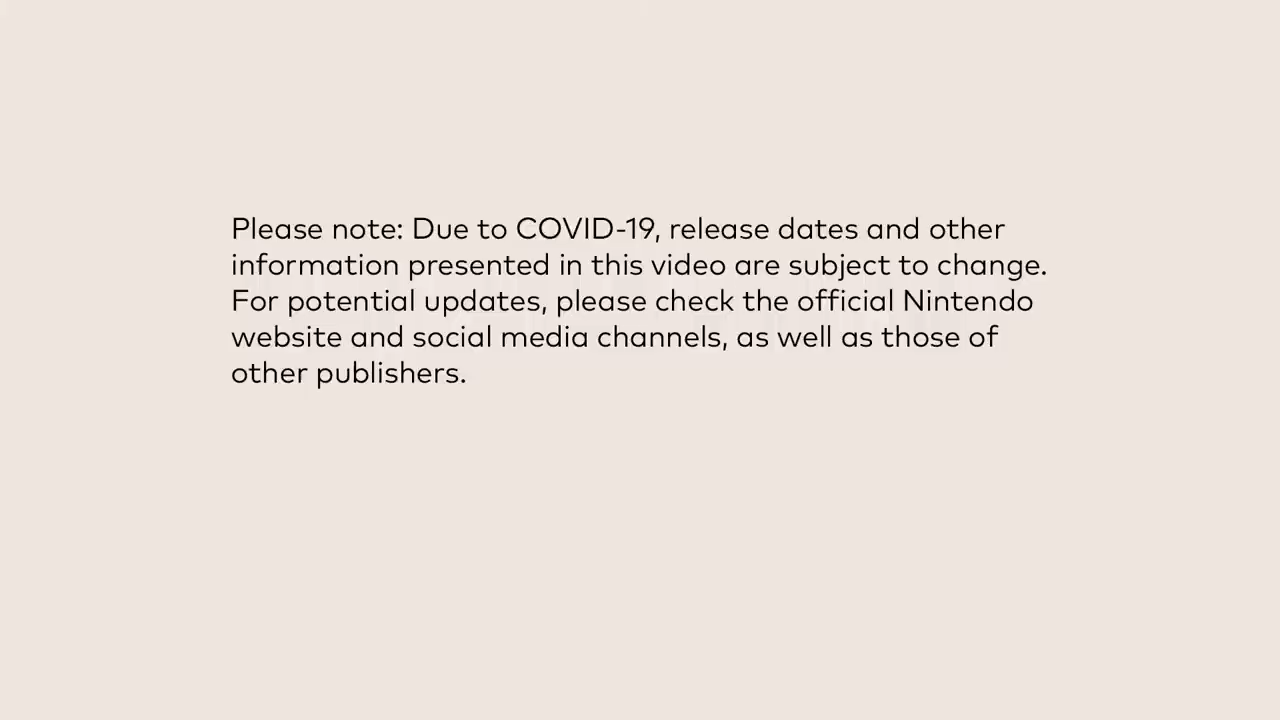 Please note: Due to COVID-19, release dates and other
information presented in this video are subject to change.
For potential updates, please check the official Nintendo
website and social media channels, as well as those of
other publishers.